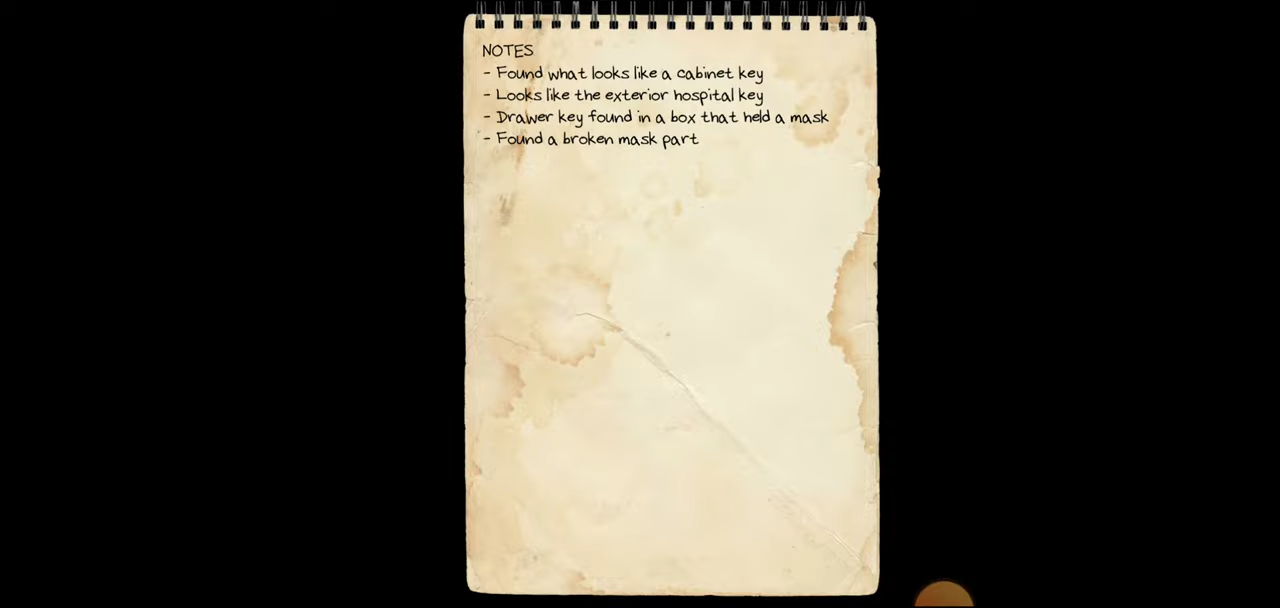 NOTES
- Found what looks like a cabinet key
- Looks like the exterior hospital key
- Drawer key found in a box that held a mask
- Found a broken mask part